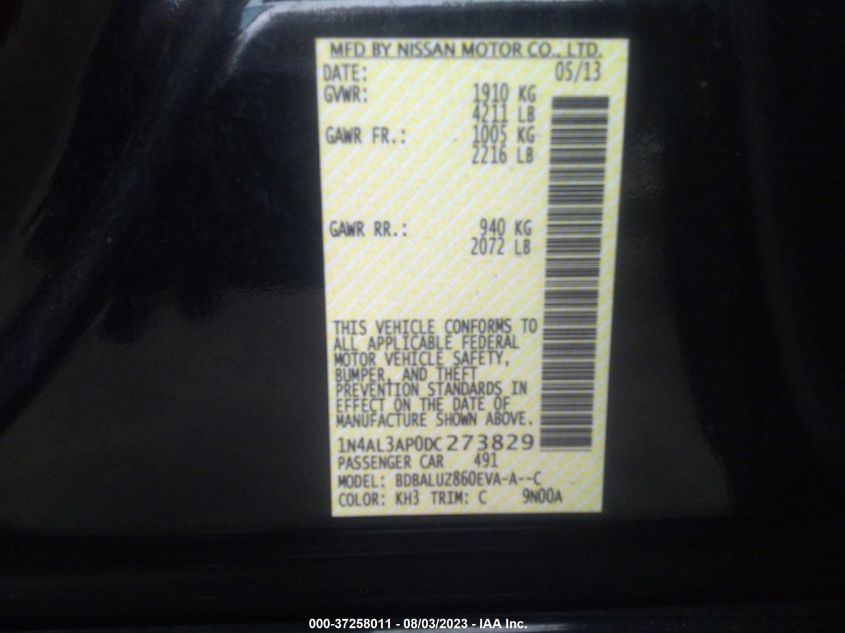 MFD BY NISSAN MOTOR CO., LTD.
DATE: 05/13
GVWR: 1910 KG
4211 LB
GAWR FR.: 1005 KG
2216 LB
GAWR RR.: 940 KG
2072 LB
THIS VEHICLE CONFORMS TO
ALL APPLICABLE FEDERAL
MOTOR VEHICLE SAFETY,
BUMPER, AND THEFT
PREVENTION STANDARDS IN
EFFECT ON THE DATE OF
MANUFACTURE SHOWN ABOVE.
1N4AL3AP0DC273829
PASSENGER CAR 491
MODEL: BDBALUZ860EVA-A--C
COLOR: KH3 TRIM: C 9N00A
000-37258011 - 08/03/2023 - IAA Inc.